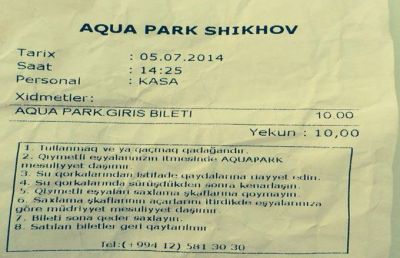 AQUA PARK SHIKHOV
Tarix : 05.07.2014
Saat : 14:25
Personal : KASA
Xidmetler:
AQUA PARK.GIRIS BILETI 10.00
Yekun : 10,00
1. Tullanmaq ve ya qaçmaq qadağandır.
2. Qiymetli eşyalarınızın itmesinde AQUAPARK
mesuliyyet daşımır.
3. Su qorkalarından istifade qaydalarına riayyet edin.
4. Su qorkalarında sürüşdükden sonra kenarlaşın.
5. Qiymetli eşyaları saxlama şkaflarına qoymayın.
6. Saxlama şkaflarının açarlarını itirdikde eşyalarınıza
göre müdriyyet mesuliyyet daşımır.
7. Bileti sona qeder saxlayın.
8. Satılan biletler geri qaytarılmır
Tel:(+994 12) 581 30 30